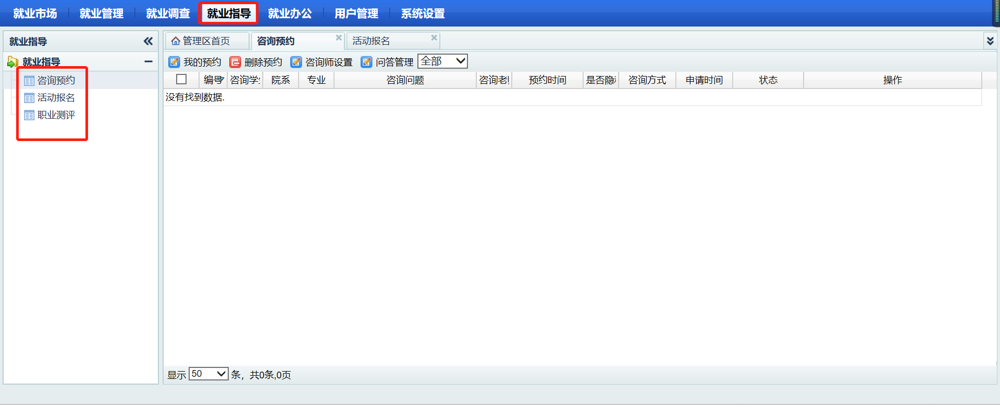 就业市场 就业管理 就业调查 就业指导 就业办公 用户管理 系统设置
就业指导
管理区首页 咨询预约 活动报名
就业指导
我的预约 删除预约 咨询师设置 问答管理 全部
咨询预约
活动报名
职业测评
编号 咨询学 院系 专业 咨询问题 咨询老 预约时间 是否隐 咨询方式 申请时间 状态 操作
没有找到数据.
显示 50 条，共0条,0页